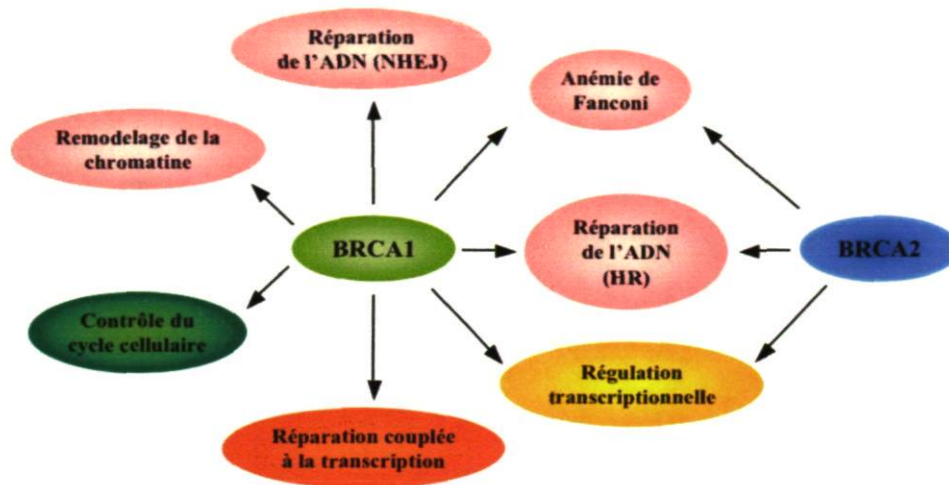 Réparation
de l'ADN (NHEJ)
Anémie de
Fanconi
Remodelage de la
chromatine
BRCA1
Réparation
de l'ADN
(HR)
BRCA2
Contrôle du
cycle cellulaire
Régulation
transcriptionnelle
Réparation couplée
à la transcription